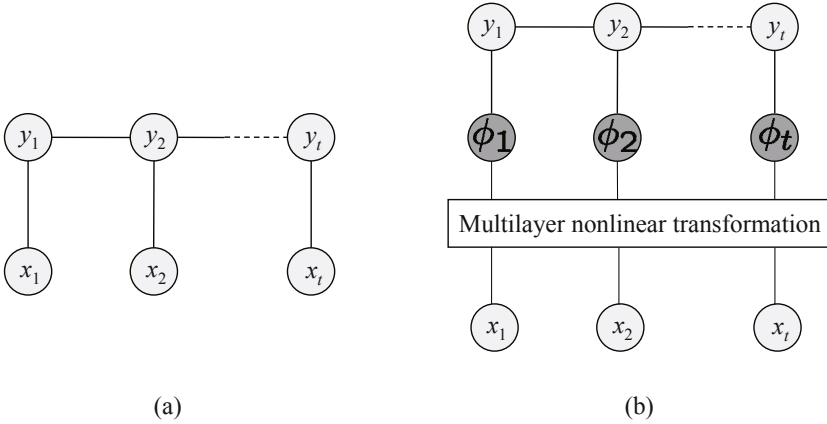 y₁ y₂ yₜ
x₁ x₂ xₜ
(a)
y₁ y₂ yₜ
ϕ₁ ϕ₂ ϕₜ
Multilayer nonlinear transformation
x₁ x₂ xₜ
(b)